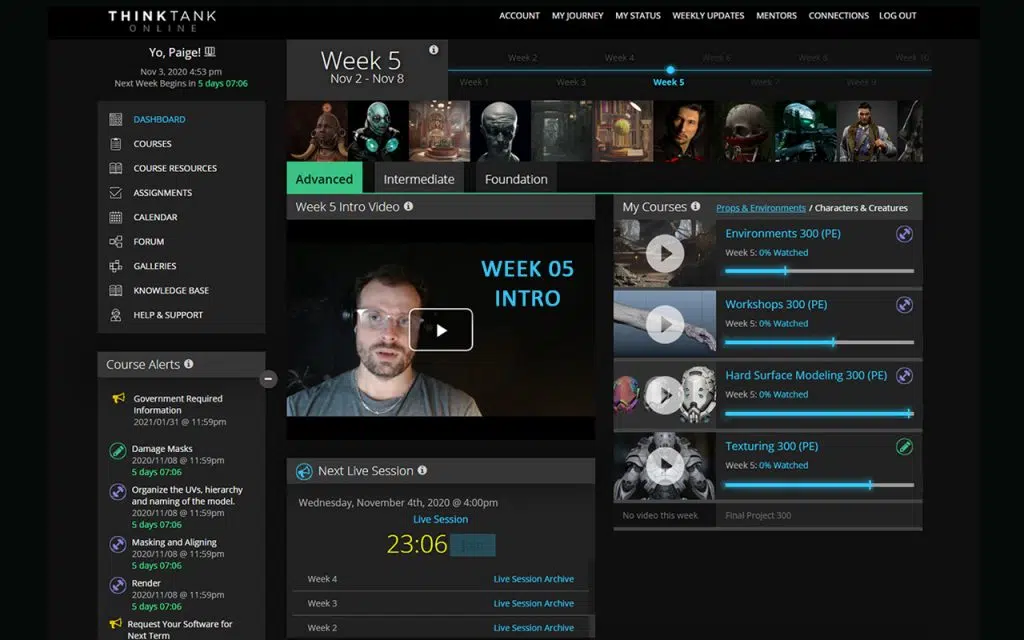 THINKTANK
ONLINE
ACCOUNT
MY JOURNEY
MY STATUS
WEEKLY UPDATES
MENTORS
CONNECTIONS
LOG OUT
Yo, Paige!
Nov 3, 2020 4:53 pm
Next Week Begins in 5 days 07:06
Week 5
Nov 2 - Nov 8
Week 1
Week 2
Week 3
Week 4
Week 5
Week 6
Week 7
Week 8
Week 9
Week 10
DASHBOARD
COURSES
COURSE RESOURCES
ASSIGNMENTS
CALENDAR
FORUM
GALLERIES
KNOWLEDGE BASE
HELP & SUPPORT
Course Alerts
Government Required
Information
2021/01/31 @ 11:59pm
Damage Masks
2020/11/08 @ 11:59pm
5 days 07:06
Organize the UVs, hierarchy
and naming of the model.
2020/11/08 @ 11:59pm
5 days 07:06
Masking and Aligning
2020/11/08 @ 11:59pm
5 days 07:06
Render
2020/11/08 @ 11:59pm
5 days 07:06
Request Your Software for
Next Term
Advanced
Intermediate
Foundation
Week 5 Intro Video
WEEK 05
INTRO
Next Live Session
Wednesday, November 4th, 2020 @ 4:00pm
Live Session
23:06
Week 4 Live Session Archive
Week 3 Live Session Archive
Week 2 Live Session Archive
My Courses
Props & Environments / Characters & Creatures
Environments 300 (PE)
Week 5: 0% Watched
Workshops 300 (PE)
Week 5: 0% Watched
Hard Surface Modeling 300 (PE)
Week 5: 0% Watched
Texturing 300 (PE)
Week 5: 0% Watched
No video this week
Final Project 300